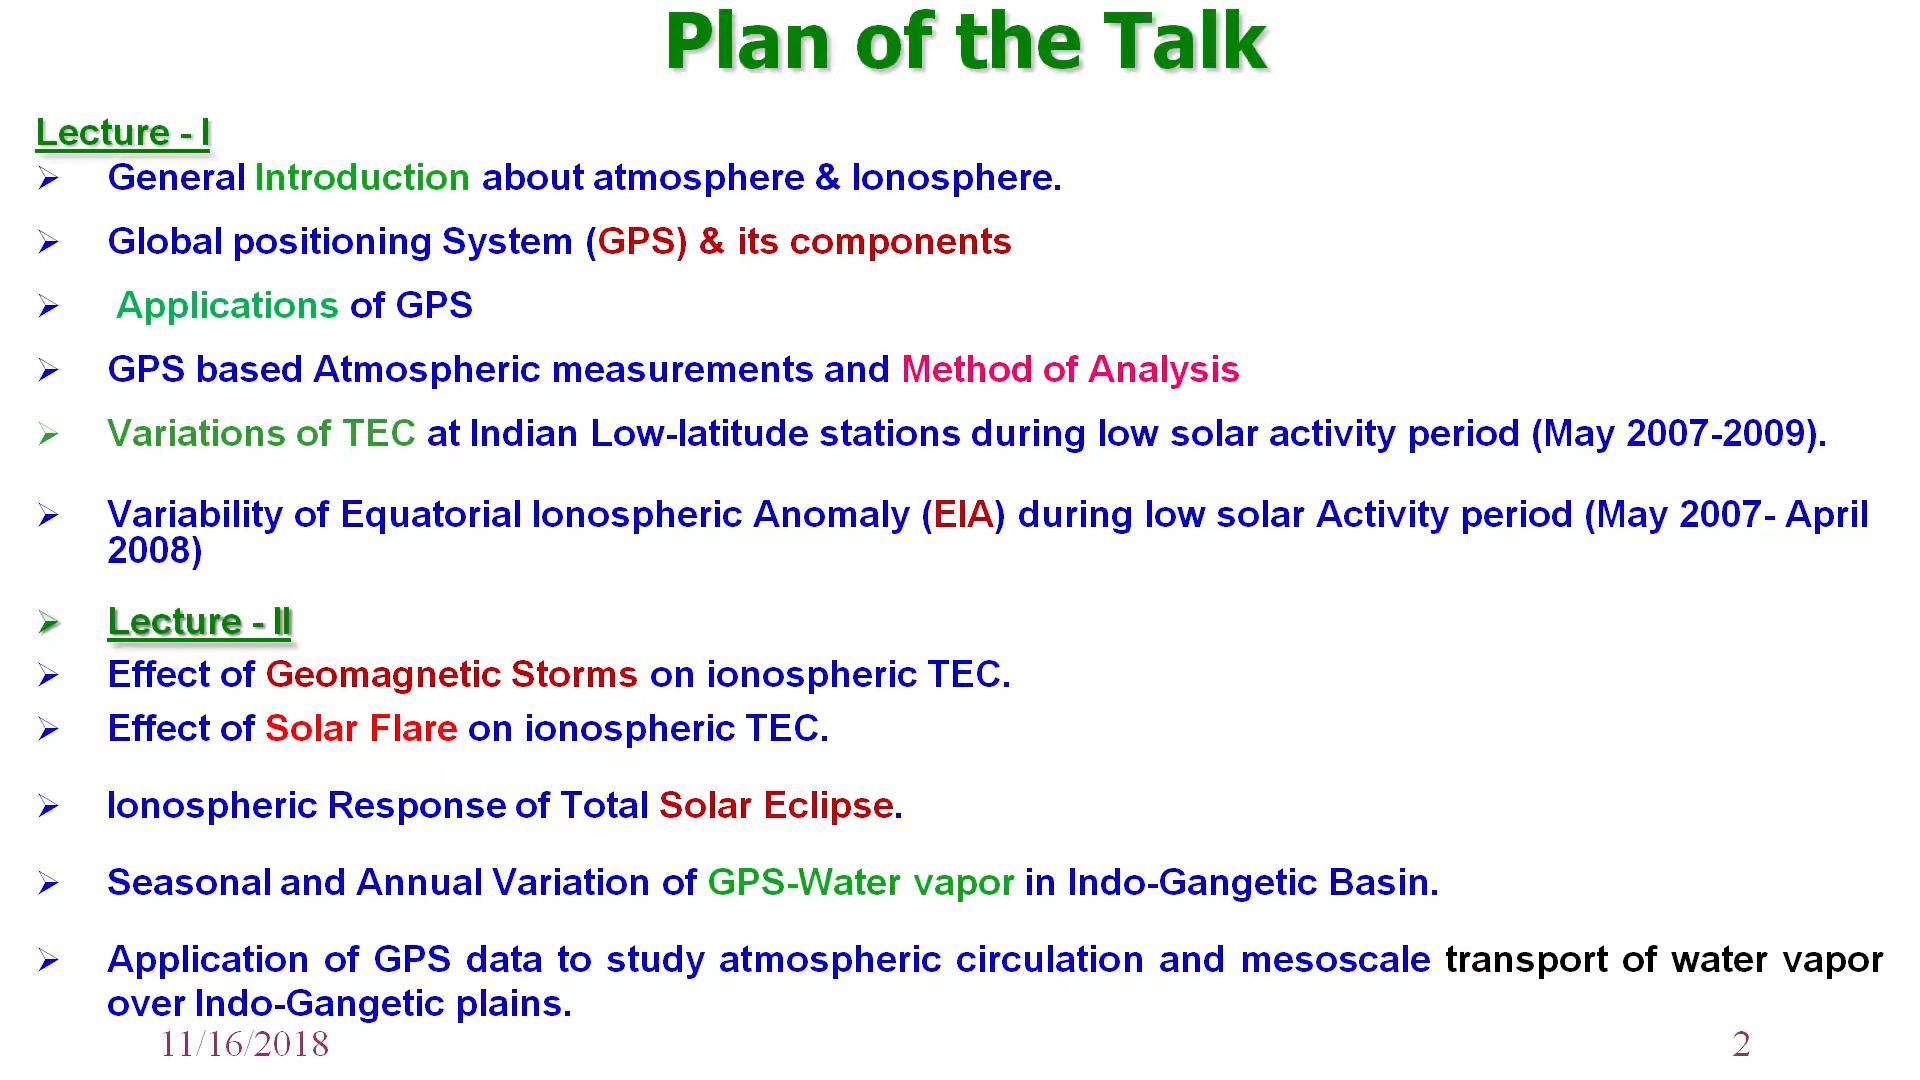 Plan of the Talk
Lecture - I
General Introduction about atmosphere & Ionosphere.
Global positioning System (GPS) & its components
Applications of GPS
GPS based Atmospheric measurements and Method of Analysis
Variations of TEC at Indian Low-latitude stations during low solar activity period (May 2007-2009).
Variability of Equatorial Ionospheric Anomaly (EIA) during low solar Activity period (May 2007- April
2008)
Lecture - II
Effect of Geomagnetic Storms on ionospheric TEC.
Effect of Solar Flare on ionospheric TEC.
Ionospheric Response of Total Solar Eclipse.
Seasonal and Annual Variation of GPS-Water vapor in Indo-Gangetic Basin.
Application of GPS data to study atmospheric circulation and mesoscale transport of water vapor
over Indo-Gangetic plains.
11/16/2018
2